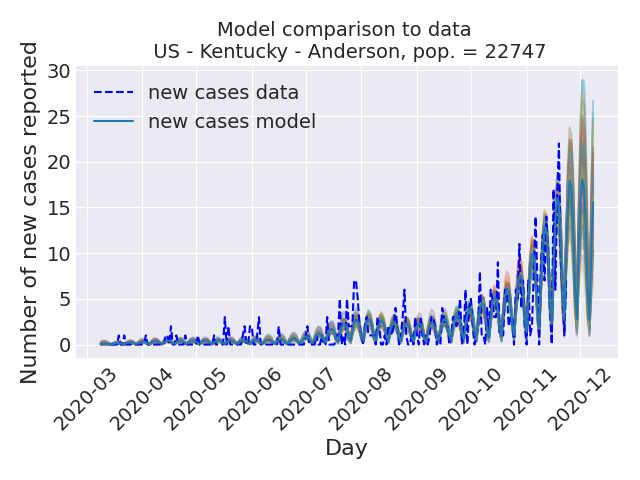 Model comparison to data
US - Kentucky - Anderson, pop. = 22747
Number of new cases reported
30
25
20
15
10
5
0
new cases data
new cases model
2020-03
2020-04
2020-05
2020-06
2020-07
2020-08
2020-09
2020-10
2020-11
2020-12
Day